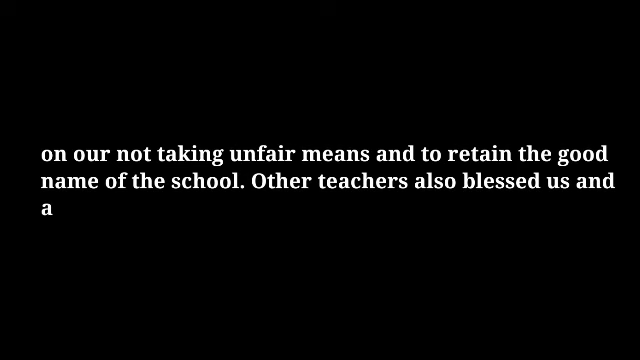 on our not taking unfair means and to retain the good
name of the school. Other teachers also blessed us and
a